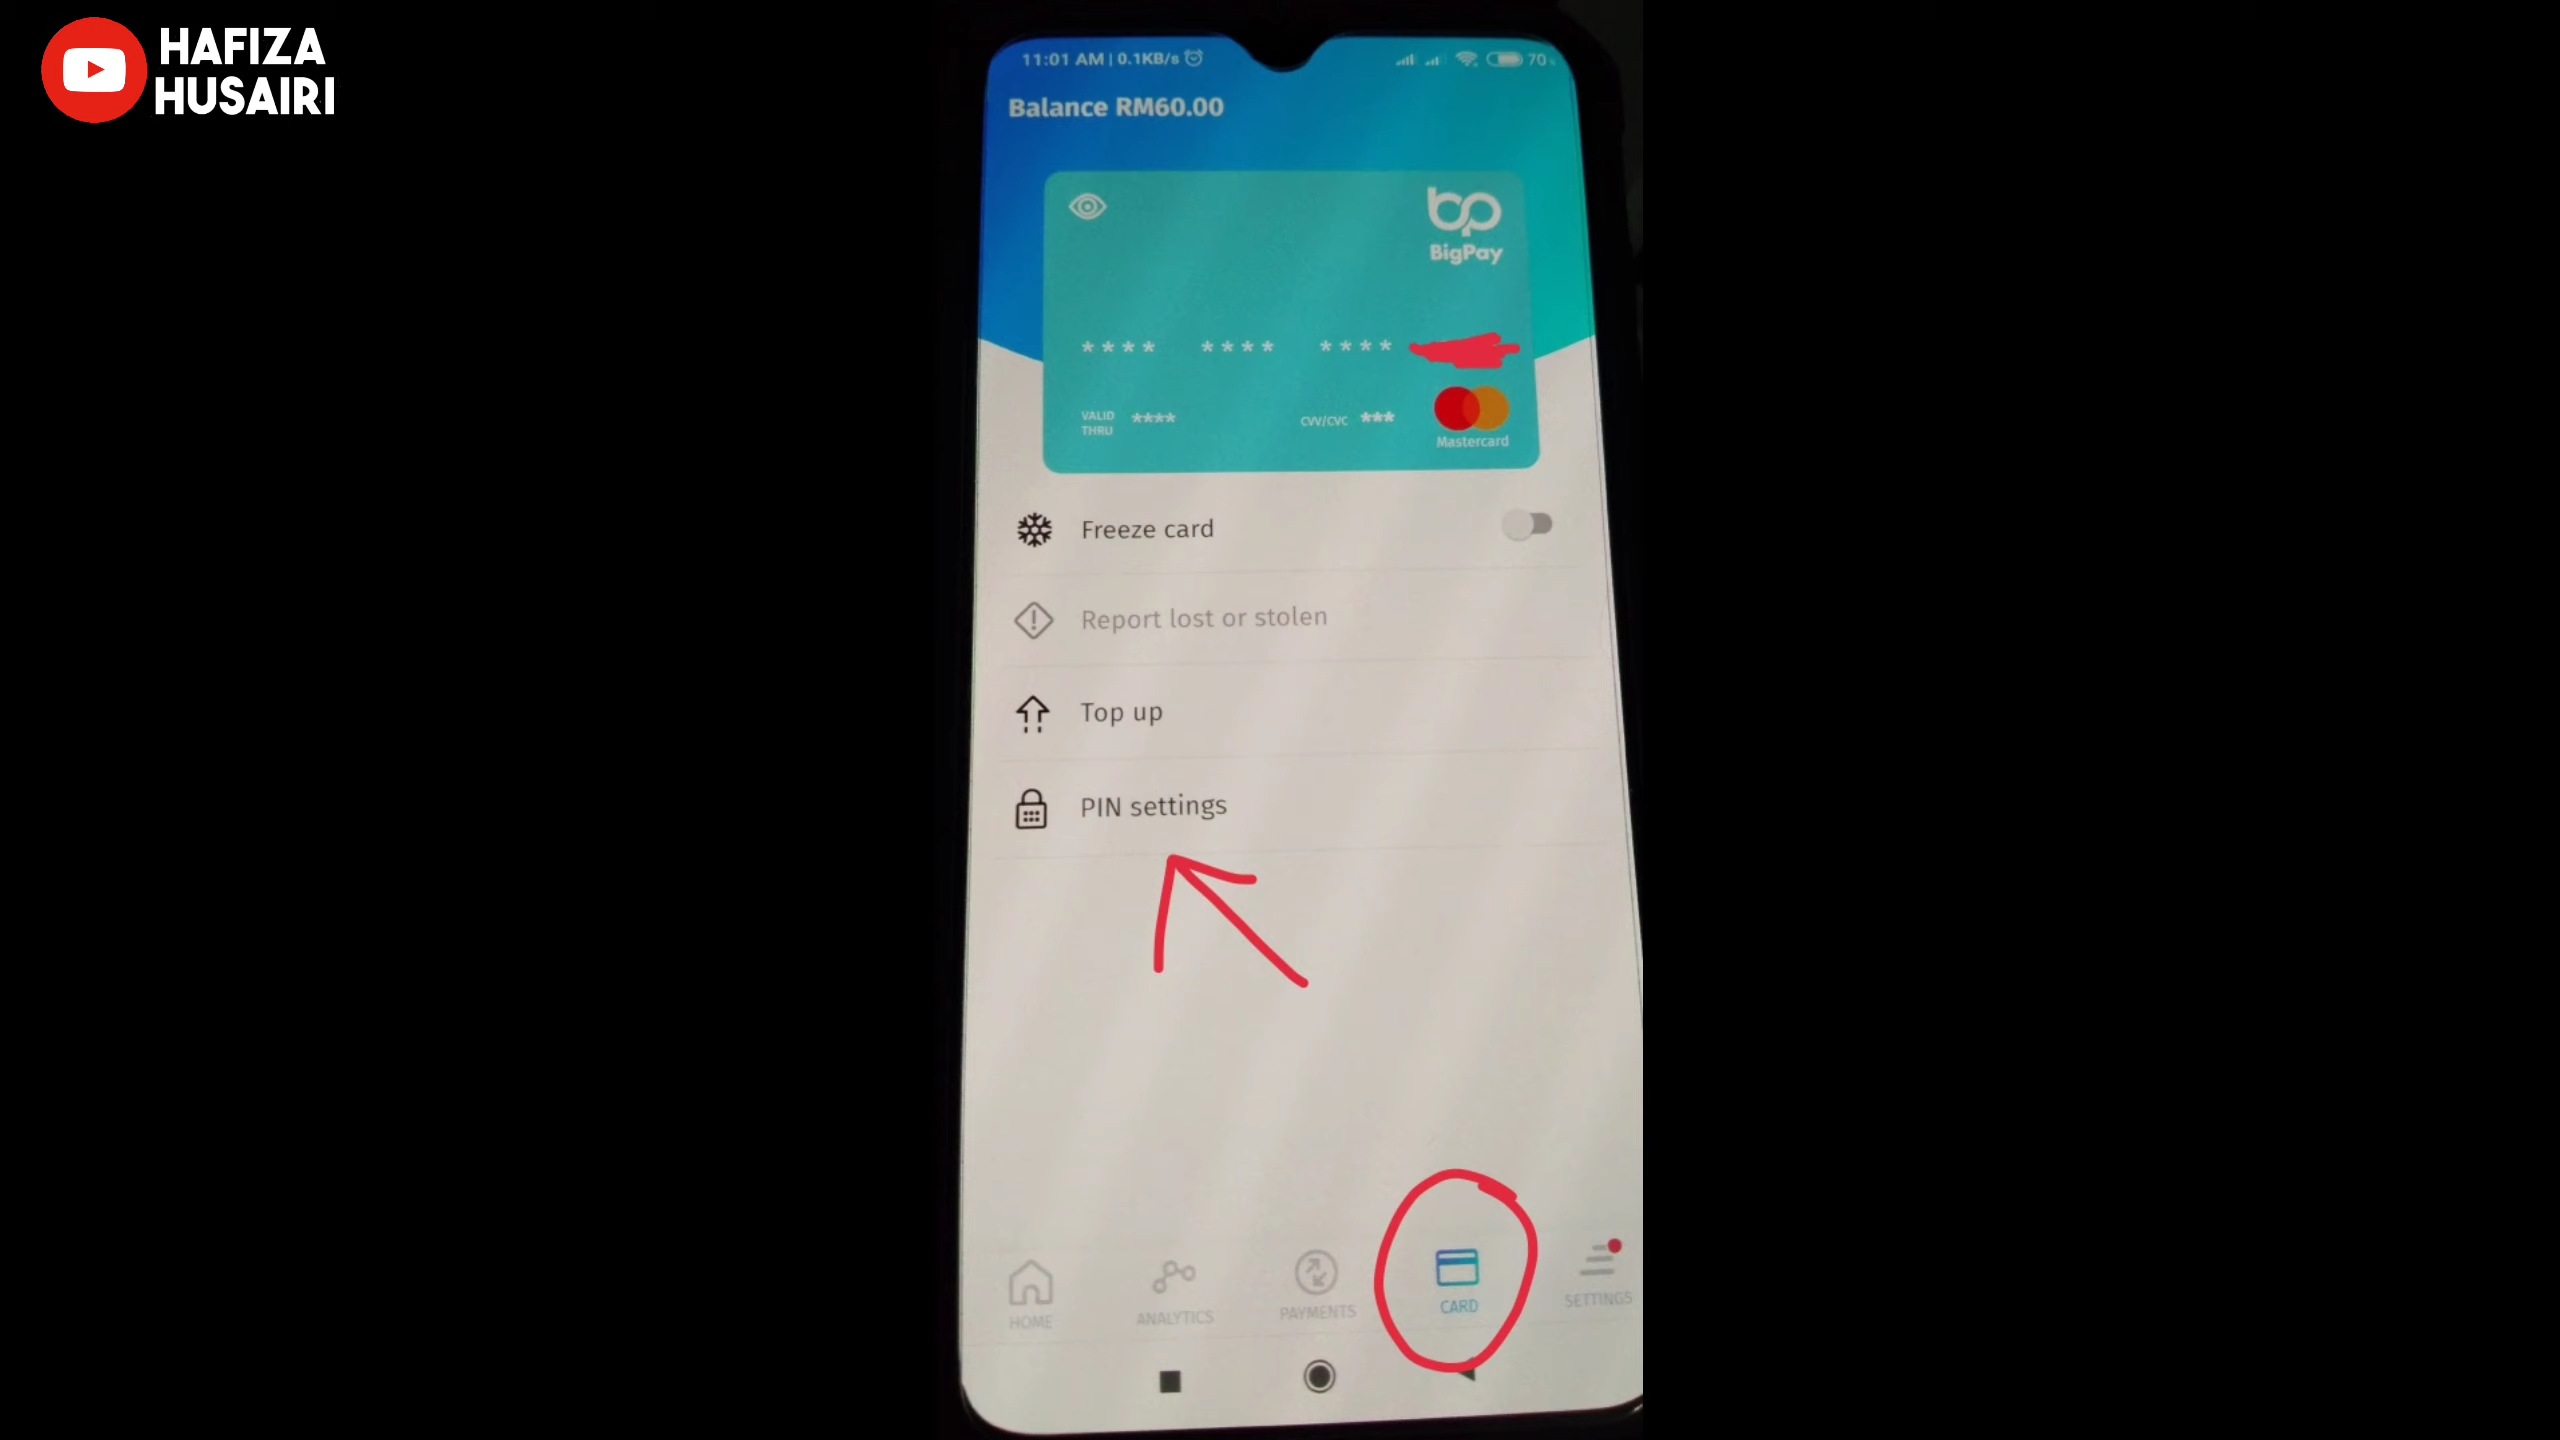 HAFIZA
HUSAIRI
11:01 AM | 0.1KB/s
70
Balance RM60.00
bp
BigPay
**** **** ****
VALID
THRU ****
CVV/CVC ***
Mastercard
Freeze card
Report lost or stolen
Top up
PIN settings
HOME
ANALYTICS
PAYMENTS
CARD
SETTINGS